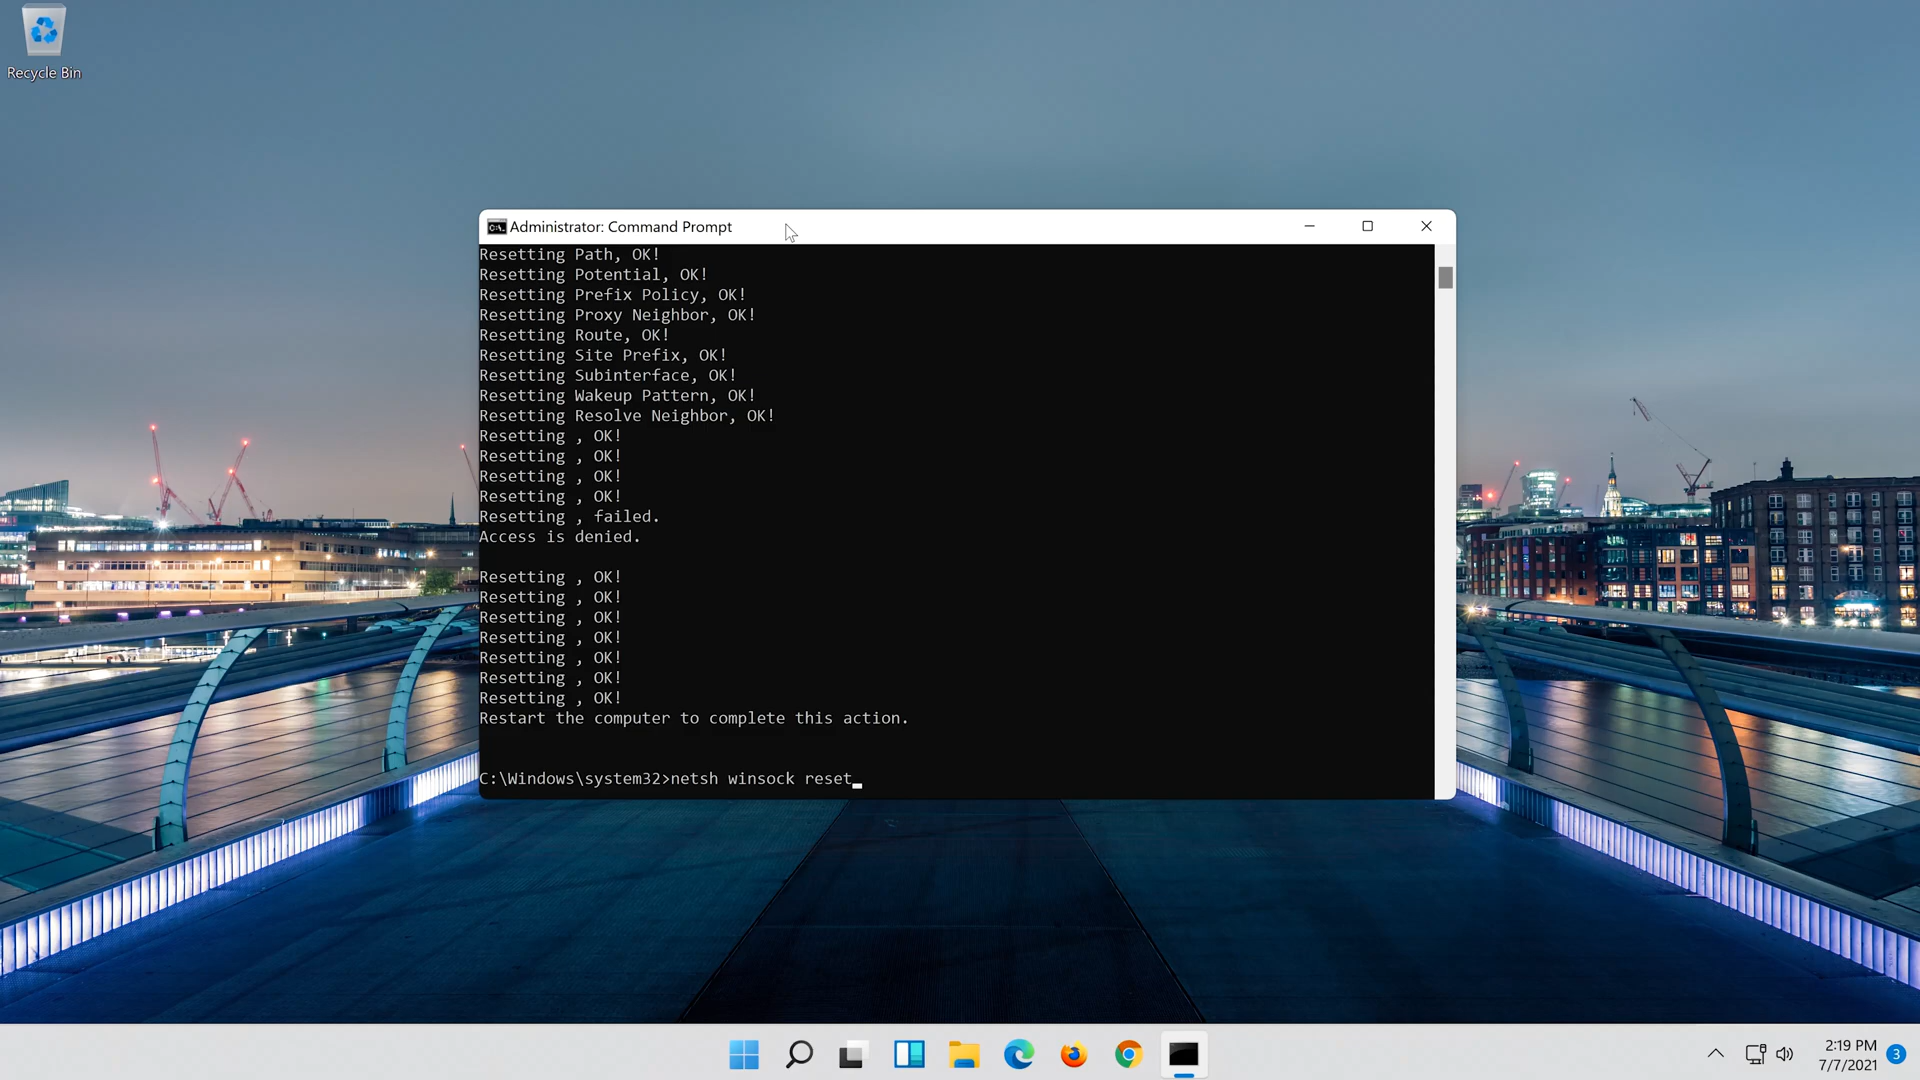 Recycle Bin
Administrator: Command Prompt
Resetting Path, OK!
Resetting Potential, OK!
Resetting Prefix Policy, OK!
Resetting Proxy Neighbor, OK!
Resetting Route, OK!
Resetting Site Prefix, OK!
Resetting Subinterface, OK!
Resetting Wakeup Pattern, OK!
Resetting Resolve Neighbor, OK!
Resetting , OK!
Resetting , OK!
Resetting , OK!
Resetting , OK!
Resetting , failed.
Access is denied.
Resetting , OK!
Resetting , OK!
Resetting , OK!
Resetting , OK!
Resetting , OK!
Resetting , OK!
Resetting , OK!
Restart the computer to complete this action.
C:\Windows\system32>netsh winsock reset
2:19 PM
7/7/2021
3